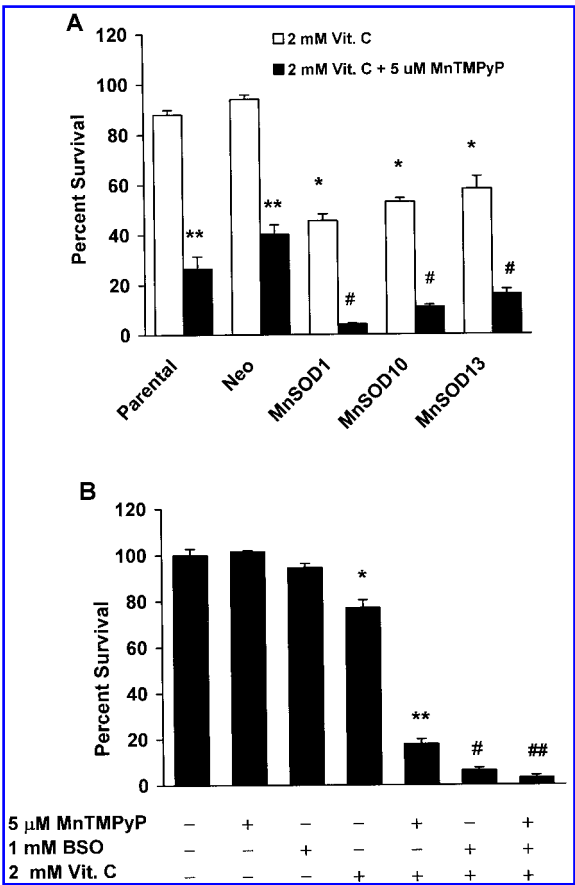 A
120
100
80
60
40
20
0
Percent Survival
2 mM Vit. C
2 mM Vit. C + 5 uM MnTMPyP
** ** * # * # * #
Parental Neo MnSOD1 MnSOD10 MnSOD13
B
120
100
80
60
40
20
0
Percent Survival
* ** # ##
5 μM MnTMPyP – + – – + – +
1 mM BSO – – + – – + +
2 mM Vit. C – – – + + + +